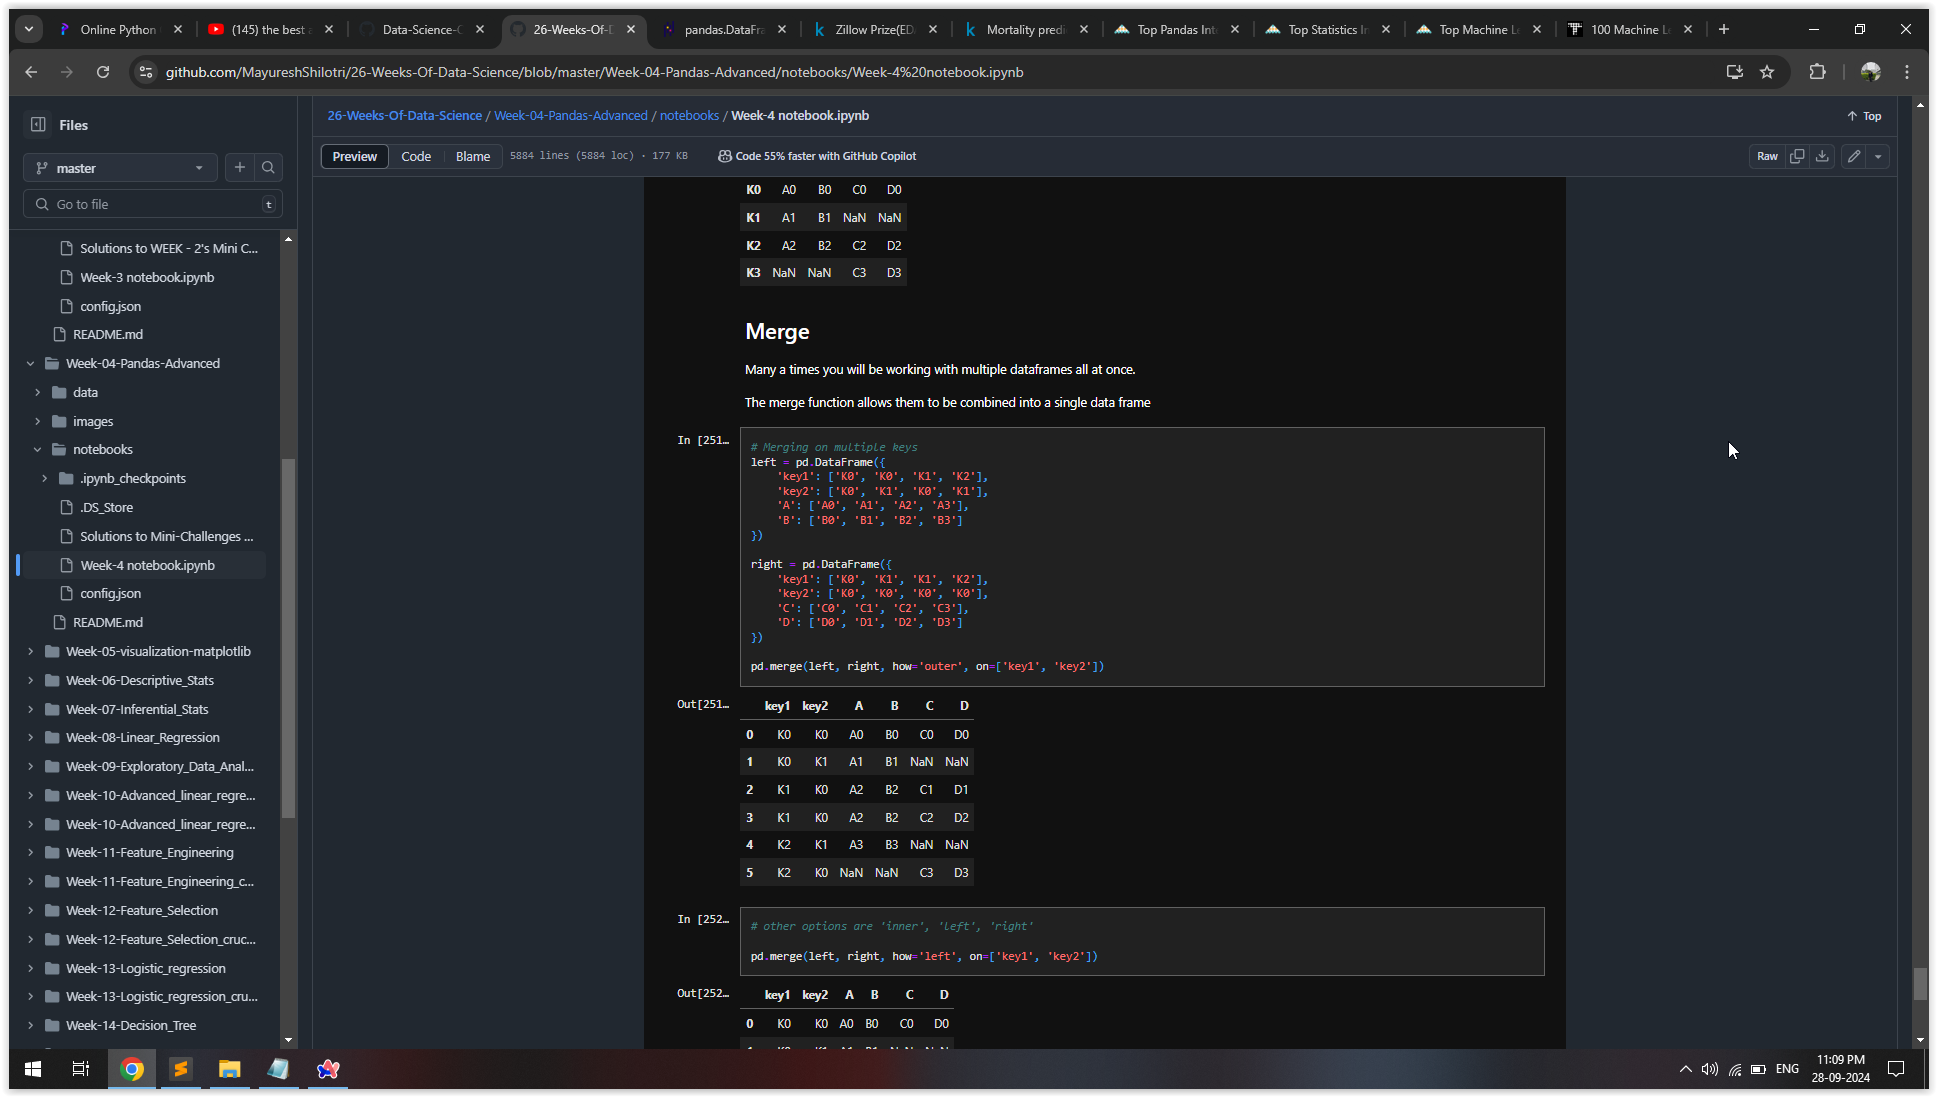 Online Python
(145) the best
Data-Science-C
26-Weeks-Of-D
pandas.DataFra
Zillow Prize(ED
Mortality predi
Top Pandas Int
Top Statistics In
Top Machine Le
100 Machine Le
github.com/MayureshShilotri/26-Weeks-Of-Data-Science/blob/master/Week-04-Pandas-Advanced/notebooks/Week-4%20notebook.ipynb
Files
master
Go to file
t
Solutions to WEEK - 2's Mini C...
Week-3 notebook.ipynb
config.json
README.md
Week-04-Pandas-Advanced
data
images
notebooks
.ipynb_checkpoints
.DS_Store
Solutions to Mini-Challenges ...
Week-4 notebook.ipynb
config.json
README.md
Week-05-visualization-matplotlib
Week-06-Descriptive_Stats
Week-07-Inferential_Stats
Week-08-Linear_Regression
Week-09-Exploratory_Data_Anal...
Week-10-Advanced_linear_regre...
Week-10-Advanced_linear_regre...
Week-11-Feature_Engineering
Week-11-Feature_Engineering_c...
Week-12-Feature_Selection
Week-12-Feature_Selection_cruc...
Week-13-Logistic_regression
Week-13-Logistic_regression_cru...
Week-14-Decision_Tree
26-Weeks-Of-Data-Science / Week-04-Pandas-Advanced / notebooks / Week-4 notebook.ipynb
Top
Preview Code Blame 5884 lines (5884 loc) · 177 KB Code 55% faster with GitHub Copilot
Raw
K0 A0 B0 C0 D0
K1 A1 B1 NaN NaN
K2 A2 B2 C2 D2
K3 NaN NaN C3 D3
Merge
Many a times you will be working with multiple dataframes all at once.
The merge function allows them to be combined into a single data frame
In [251...
# Merging on multiple keys
left = pd.DataFrame({
'key1': ['K0', 'K0', 'K1', 'K2'],
'key2': ['K0', 'K1', 'K0', 'K1'],
'A': ['A0', 'A1', 'A2', 'A3'],
'B': ['B0', 'B1', 'B2', 'B3']
})
right = pd.DataFrame({
'key1': ['K0', 'K1', 'K1', 'K2'],
'key2': ['K0', 'K0', 'K0', 'K0'],
'C': ['C0', 'C1', 'C2', 'C3'],
'D': ['D0', 'D1', 'D2', 'D3']
})
pd.merge(left, right, how='outer', on=['key1', 'key2'])
Out[251...
key1 key2 A B C D
0 K0 K0 A0 B0 C0 D0
1 K0 K1 A1 B1 NaN NaN
2 K1 K0 A2 B2 C1 D1
3 K1 K0 A2 B2 C2 D2
4 K2 K1 A3 B3 NaN NaN
5 K2 K0 NaN NaN C3 D3
In [252...
# other options are 'inner', 'left', 'right'
pd.merge(left, right, how='left', on=['key1', 'key2'])
Out[252...
key1 key2 A B C D
0 K0 K0 A0 B0 C0 D0
ENG
11:09 PM
28-09-2024